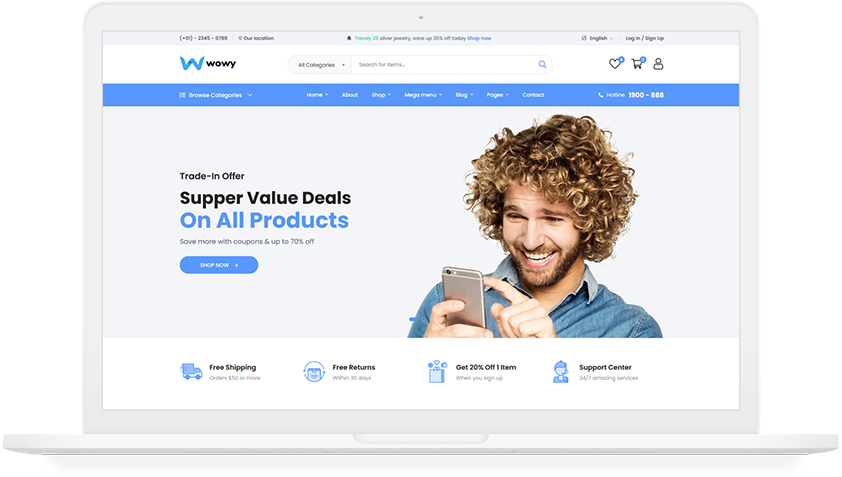 (+01) - 2345 - 6789
Our location
Trendy 25 silver jewelry, save up 35% off today Shop now
English
Log In / Sign Up
wowy
All Categories
Search for items...
Browse Categories
Home
About
Shop
Mega menu
Blog
Pages
Contact
Hotline 1900 - 888
Trade-In Offer
Supper Value Deals
On All Products
Save more with coupons & up to 70% off
SHOP NOW
Free Shipping
Orders $50 or more
Free Returns
Within 30 days
Get 20% Off 1 Item
When you sign up
Support Center
24/7 amazing services